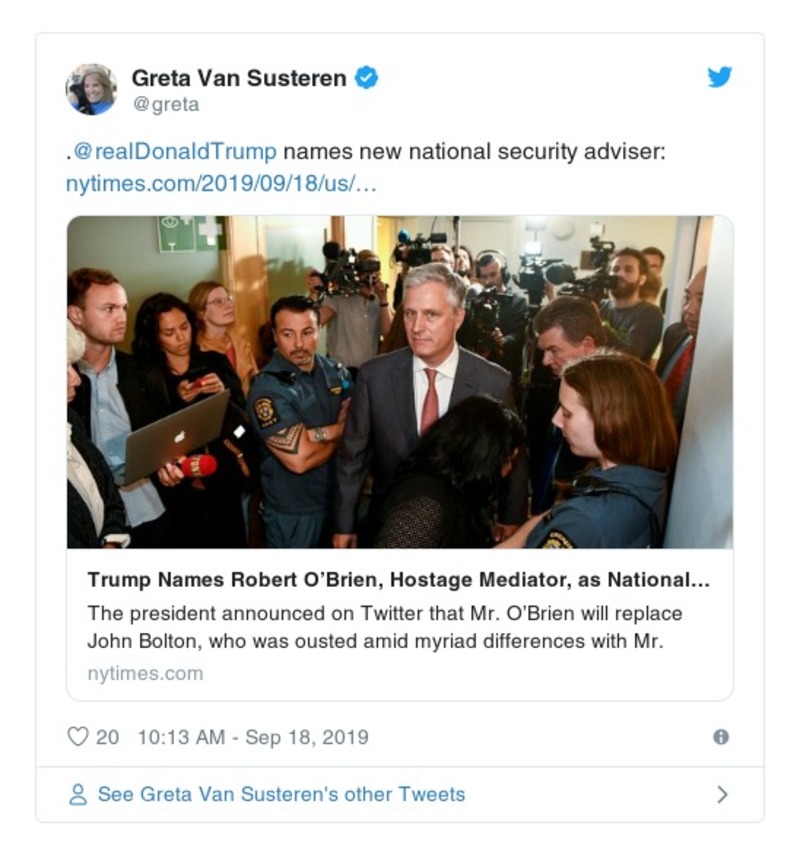 Greta Van Susteren
@greta
.@realDonaldTrump names new national security adviser:
nytimes.com/2019/09/18/us/…
Trump Names Robert O’Brien, Hostage Mediator, as National...
The president announced on Twitter that Mr. O’Brien will replace
John Bolton, who was ousted amid myriad differences with Mr.
nytimes.com
20 10:13 AM - Sep 18, 2019
See Greta Van Susteren's other Tweets